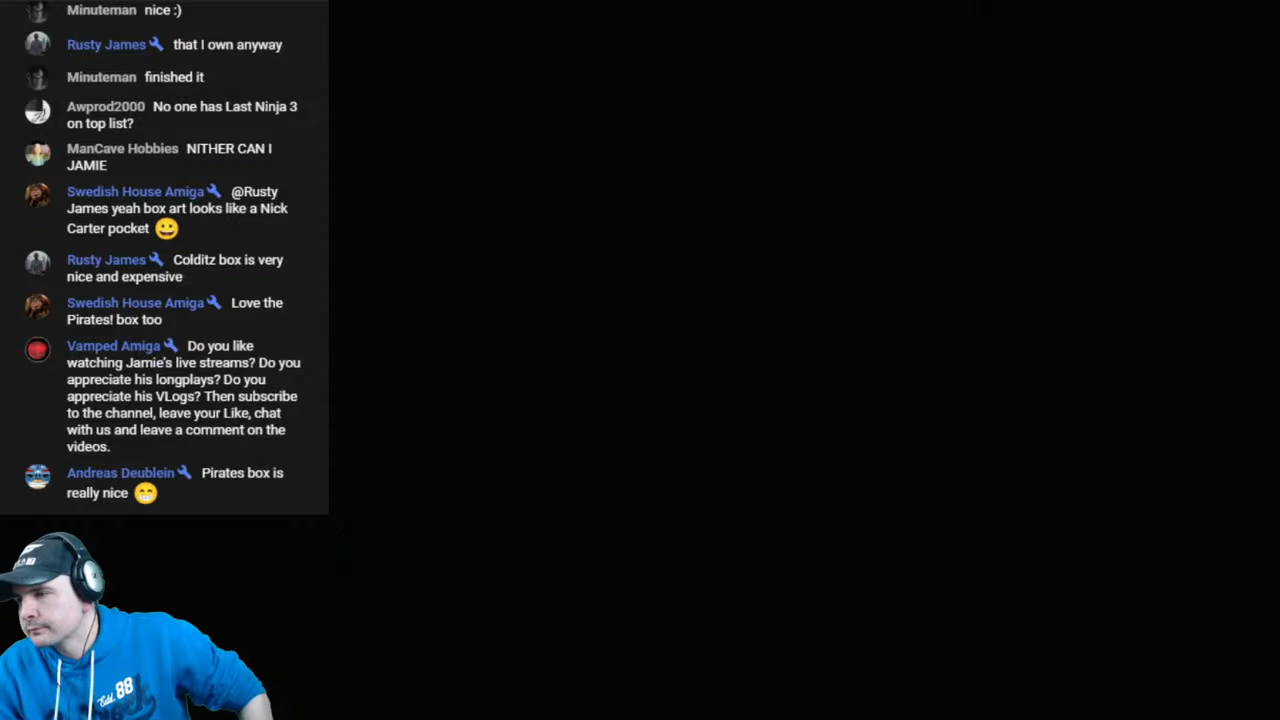 Minuteman nice :)
Rusty James that I own anyway
Minuteman finished it
Awprod2000 No one has Last Ninja 3
on top list?
ManCave Hobbies NITHER CAN I
JAMIE
Swedish House Amiga @Rusty
James yeah box art looks like a Nick
Carter pocket 😀
Rusty James Colditz box is very
nice and expensive
Swedish House Amiga Love the
Pirates! box too
Vamped Amiga Do you like
watching Jamie's live streams? Do you
appreciate his longplays? Do you
appreciate his VLogs? Then subscribe
to the channel, leave your Like, chat
with us and leave a comment on the
videos.
Andreas Deublein Pirates box is
really nice 😁
88